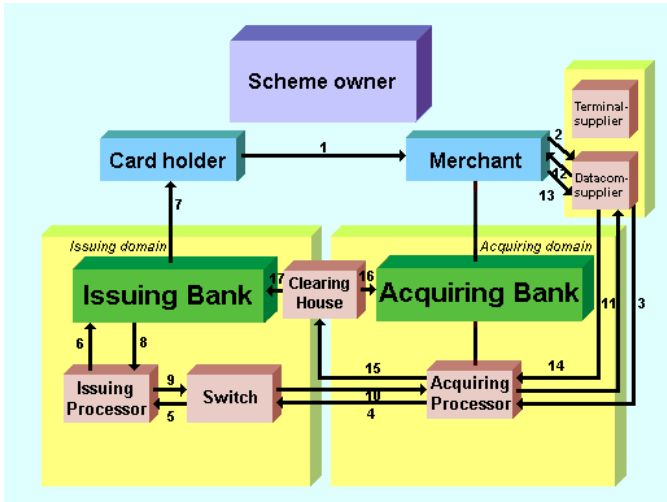 Scheme owner
Terminal-
supplier
1
2
Card holder
Merchant
12
Datacom-
supplier
13
7
Issuing domain
Acquiring domain
17
Clearing
House
16
Issuing Bank
Acquiring Bank
11
3
6
8
15
14
Issuing
Processor
9
5
Switch
10
4
Acquiring
Processor